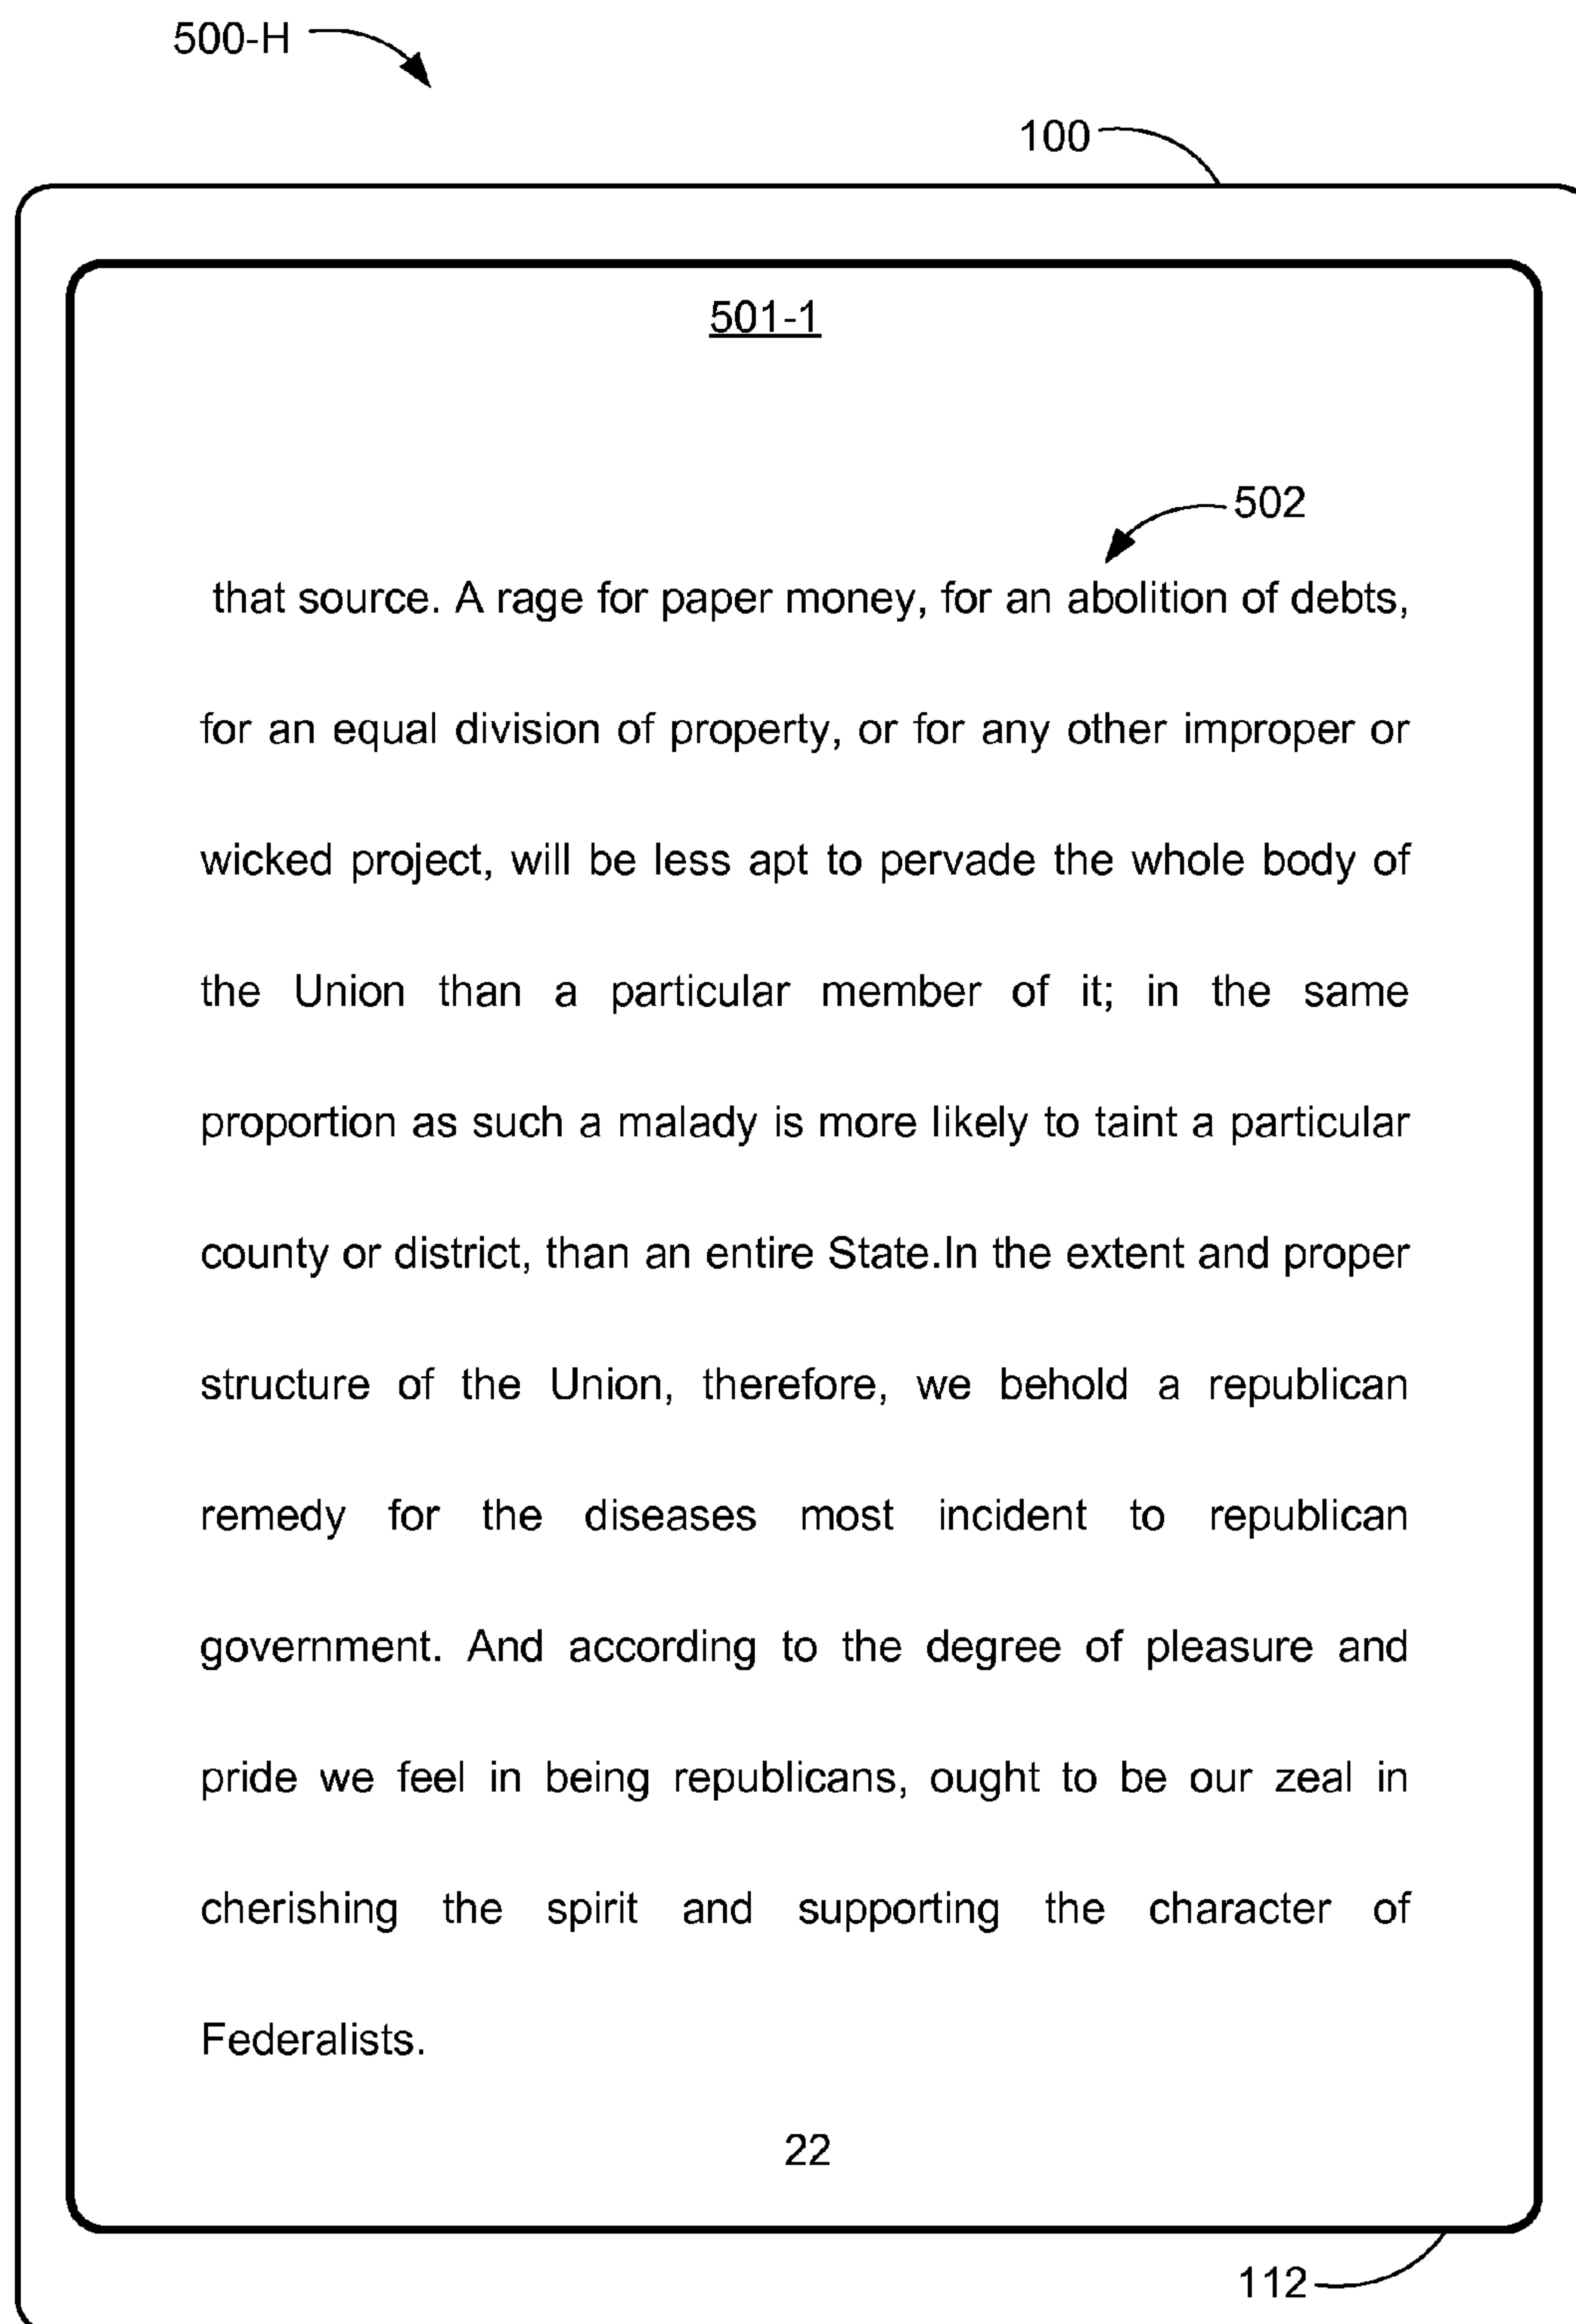 500-H
100
501-1
502
that source. A rage for paper money, for an abolition of debts,
for an equal division of property, or for any other improper or
wicked project, will be less apt to pervade the whole body of
the Union than a particular member of it; in the same
proportion as such a malady is more likely to taint a particular
county or district, than an entire State.In the extent and proper
structure of the Union, therefore, we behold a republican
remedy for the diseases most incident to republican
government. And according to the degree of pleasure and
pride we feel in being republicans, ought to be our zeal in
cherishing the spirit and supporting the character of
Federalists.
22
112